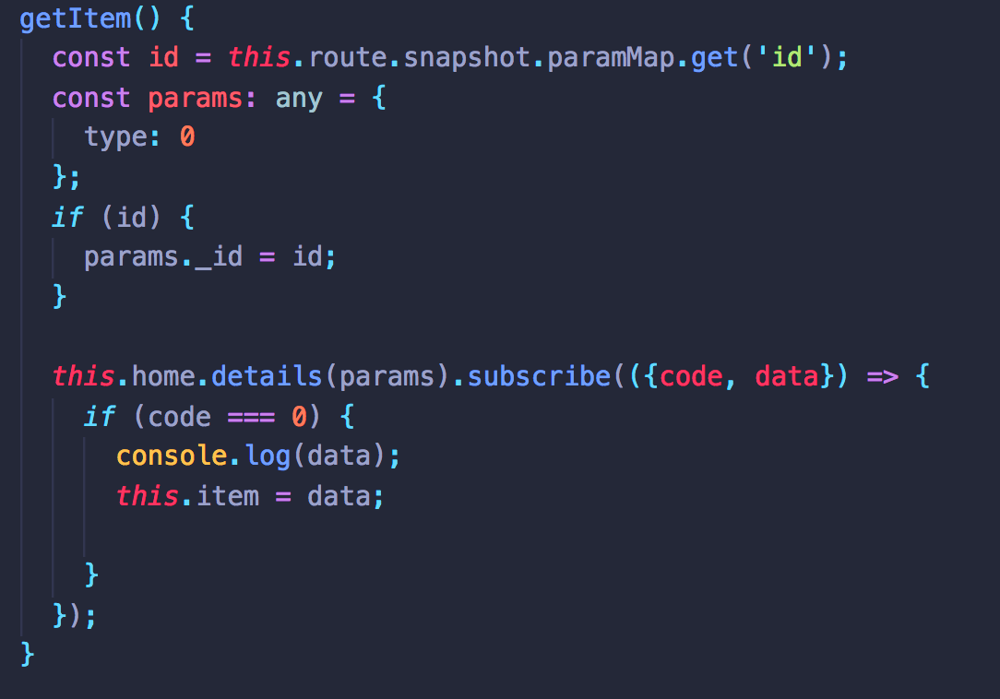 getItem() {
  const id = this.route.snapshot.paramMap.get('id');
  const params: any = {
    type: 0
  };
  if (id) {
    params._id = id;
  }

  this.home.details(params).subscribe(({code, data}) => {
    if (code === 0) {
      console.log(data);
      this.item = data;

    }
  });
}